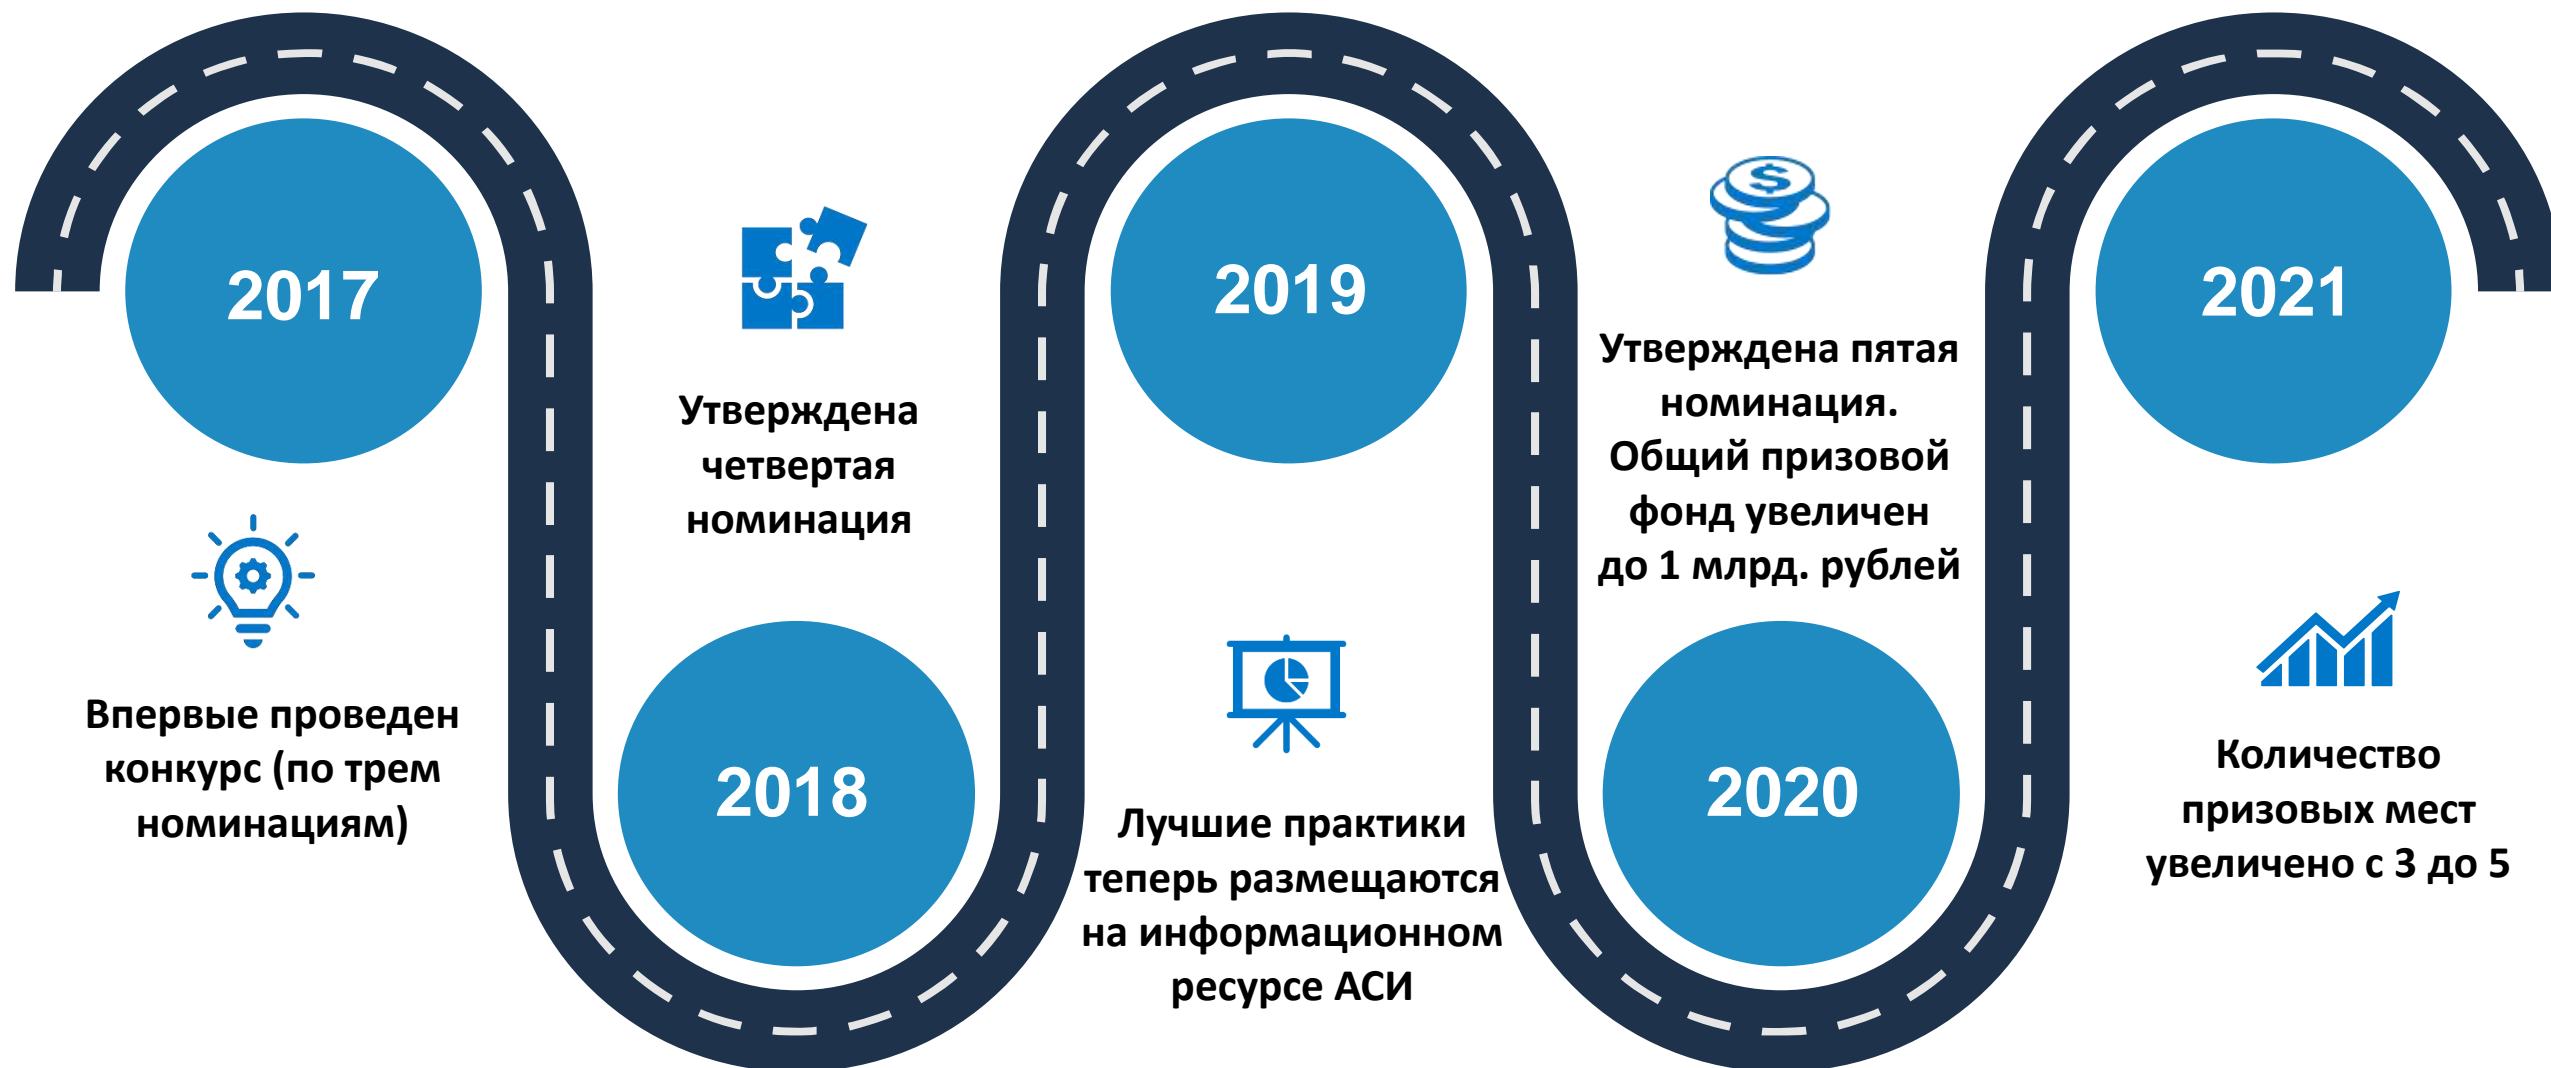 2017
Впервые проведен
конкурс (по трем
номинациям)
Утверждена
четвертая
номинация
2018
2019
Лучшие практики
теперь размещаются
на информационном
ресурсе АСИ
$
Утверждена пятая
номинация.
Общий призовой
фонд увеличен
до 1 млрд. рублей
2020
2021
Количество
призовых мест
увеличено с 3 до 5